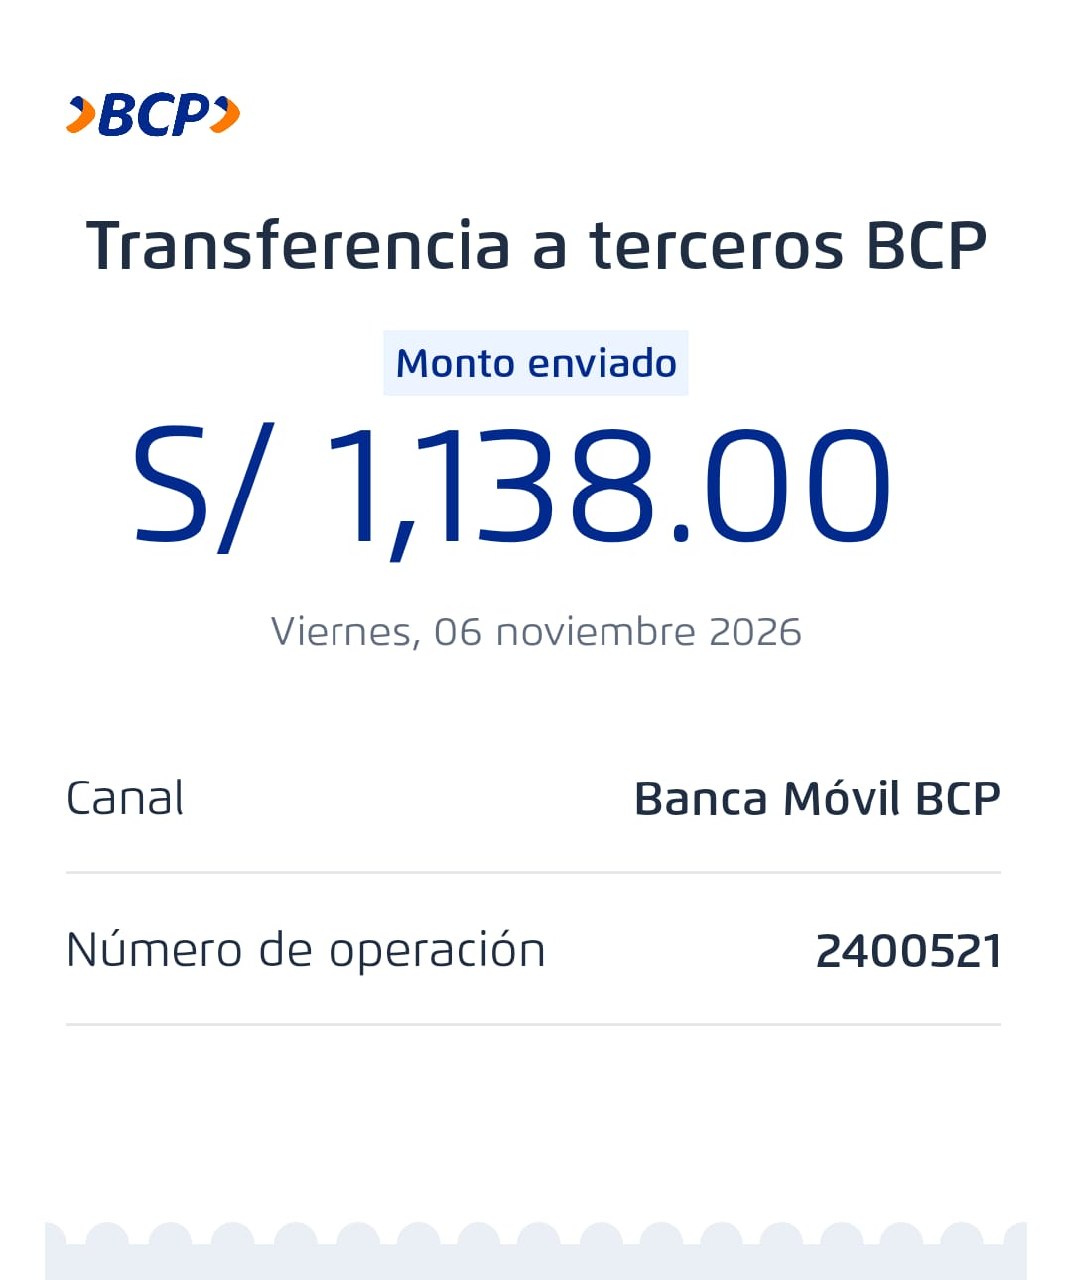 BCP
Transferencia a terceros BCP
Monto enviado
S/ 1,138.00
Viernes, 06 noviembre 2026
Canal Banca Móvil BCP
Número de operación 2400521